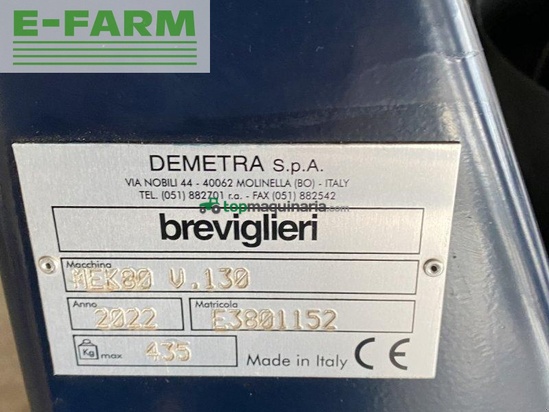 E-FARM
DEMETRA S.p.A.
VIA NOBILI 44 - 40062 MOLINELLA (BO) - ITALY
TEL. (051) 882701 r.a. - FAX (051) 882542
topmaquinaria.com
breviglieri
Macchina
MEK80 V.130
Anno
2022
Matricola
E3801152
Kg max
435
Made in Italy CE